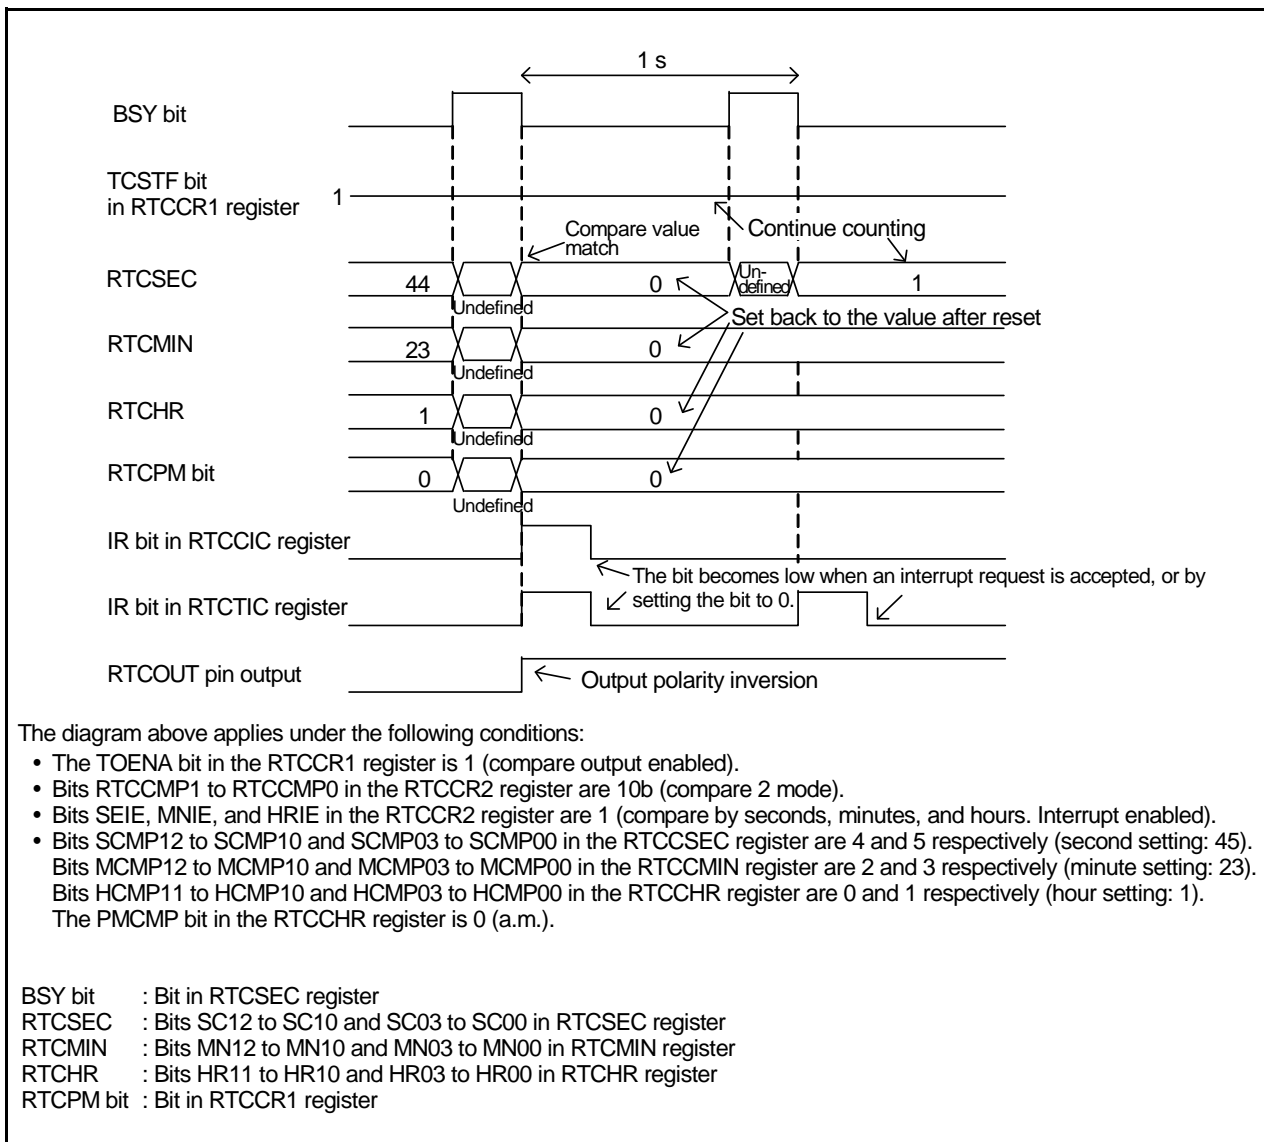 1 s
BSY bit
TCSTF bit
in RTCCR1 register
1
Continue counting
Compare value
match
RTCSEC
44
Undefined
0
Un-
defined
1
Set back to the value after reset
RTCMIN
23
Undefined
0
RTCHR
1
Undefined
0
RTCPM bit
0
Undefined
0
IR bit in RTCCIC register
The bit becomes low when an interrupt request is accepted, or by
setting the bit to 0.
IR bit in RTCTIC register
RTCOUT pin output
Output polarity inversion
The diagram above applies under the following conditions:
• The TOENA bit in the RTCCR1 register is 1 (compare output enabled).
• Bits RTCCMP1 to RTCCMP0 in the RTCCR2 register are 10b (compare 2 mode).
• Bits SEIE, MNIE, and HRIE in the RTCCR2 register are 1 (compare by seconds, minutes, and hours. Interrupt enabled).
• Bits SCMP12 to SCMP10 and SCMP03 to SCMP00 in the RTCCSEC register are 4 and 5 respectively (second setting: 45).
Bits MCMP12 to MCMP10 and MCMP03 to MCMP00 in the RTCCMIN register are 2 and 3 respectively (minute setting: 23).
Bits HCMP11 to HCMP10 and HCMP03 to HCMP00 in the RTCCHR register are 0 and 1 respectively (hour setting: 1).
The PMCMP bit in the RTCCHR register is 0 (a.m.).
BSY bit : Bit in RTCSEC register
RTCSEC : Bits SC12 to SC10 and SC03 to SC00 in RTCSEC register
RTCMIN : Bits MN12 to MN10 and MN03 to MN00 in RTCMIN register
RTCHR : Bits HR11 to HR10 and HR03 to HR00 in RTCHR register
RTCPM bit : Bit in RTCCR1 register